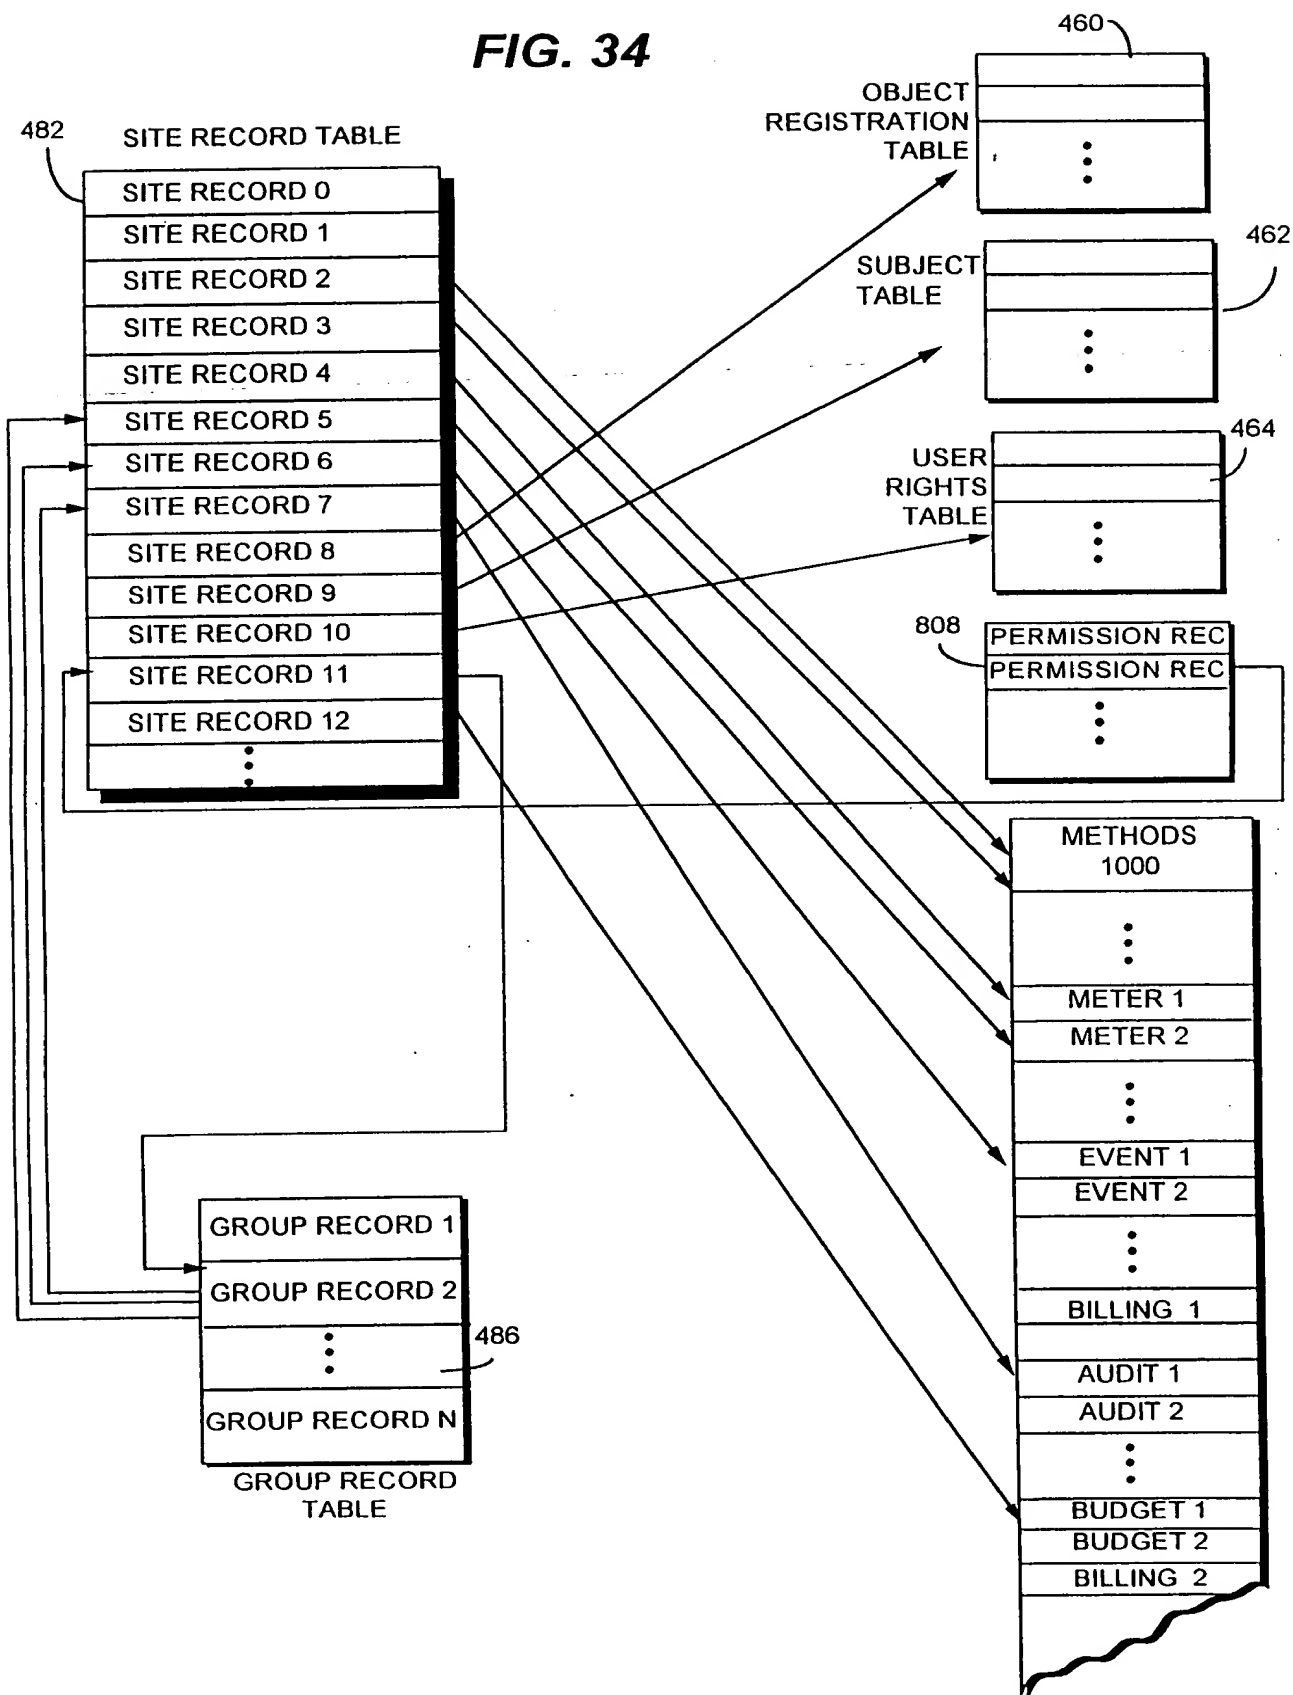 FIG. 34
482
SITE RECORD TABLE
SITE RECORD 0
SITE RECORD 1
SITE RECORD 2
SITE RECORD 3
SITE RECORD 4
SITE RECORD 5
SITE RECORD 6
SITE RECORD 7
SITE RECORD 8
SITE RECORD 9
SITE RECORD 10
SITE RECORD 11
SITE RECORD 12
460
OBJECT
REGISTRATION
TABLE
462
SUBJECT
TABLE
464
USER
RIGHTS
TABLE
808
PERMISSION REC
PERMISSION REC
METHODS
1000
METER 1
METER 2
EVENT 1
EVENT 2
BILLING 1
AUDIT 1
AUDIT 2
BUDGET 1
BUDGET 2
BILLING 2
GROUP RECORD 1
GROUP RECORD 2
486
GROUP RECORD N
GROUP RECORD
TABLE